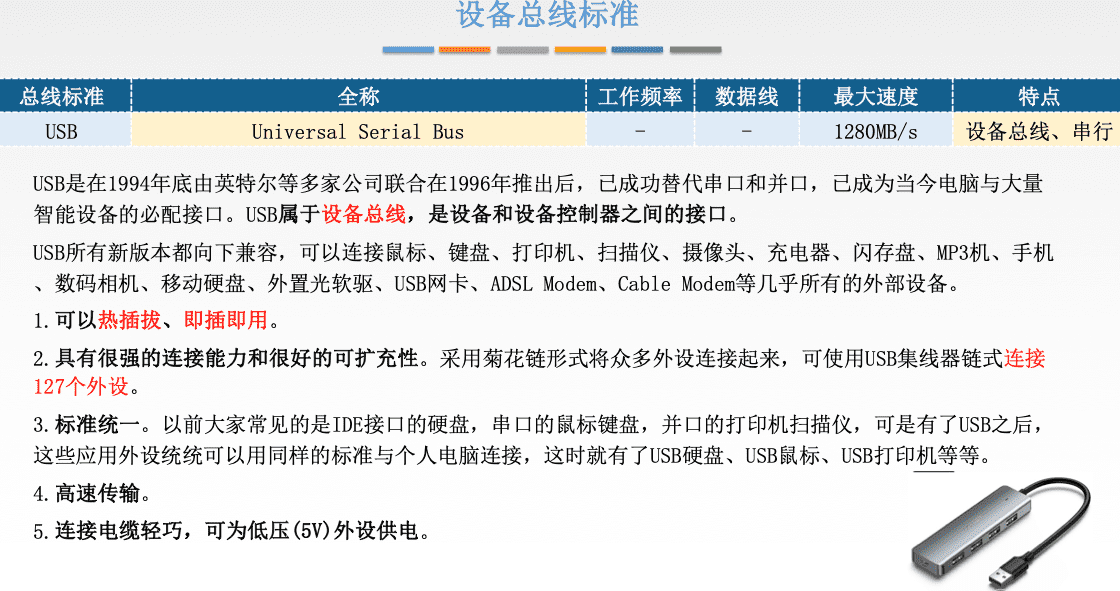 设备总线标准
总线标准 全称 工作频率 数据线 最大速度 特点
USB Universal Serial Bus - - 1280MB/s 设备总线、串行
USB是在1994年底由英特尔等多家公司联合在1996年推出后，已成功替代串口和并口，已成为当今电脑与大量
智能设备的必配接口。USB属于设备总线，是设备和设备控制器之间的接口。
USB所有新版本都向下兼容，可以连接鼠标、键盘、打印机、扫描仪、摄像头、充电器、闪存盘、MP3机、手机
、数码相机、移动硬盘、外置光软驱、USB网卡、ADSL Modem、Cable Modem等几乎所有的外部设备。
1.可以热插拔、即插即用。
2.具有很强的连接能力和很好的可扩充性。采用菊花链形式将众多外设连接起来，可使用USB集线器链式连接
127个外设。
3.标准统一。以前大家常见的是IDE接口的硬盘，串口的鼠标键盘，并口的打印机扫描仪，可是有了USB之后，
这些应用外设统统可以用同样的标准与个人电脑连接，这时就有了USB硬盘、USB鼠标、USB打印机等等。
4.高速传输。
5.连接电缆轻巧，可为低压(5V)外设供电。